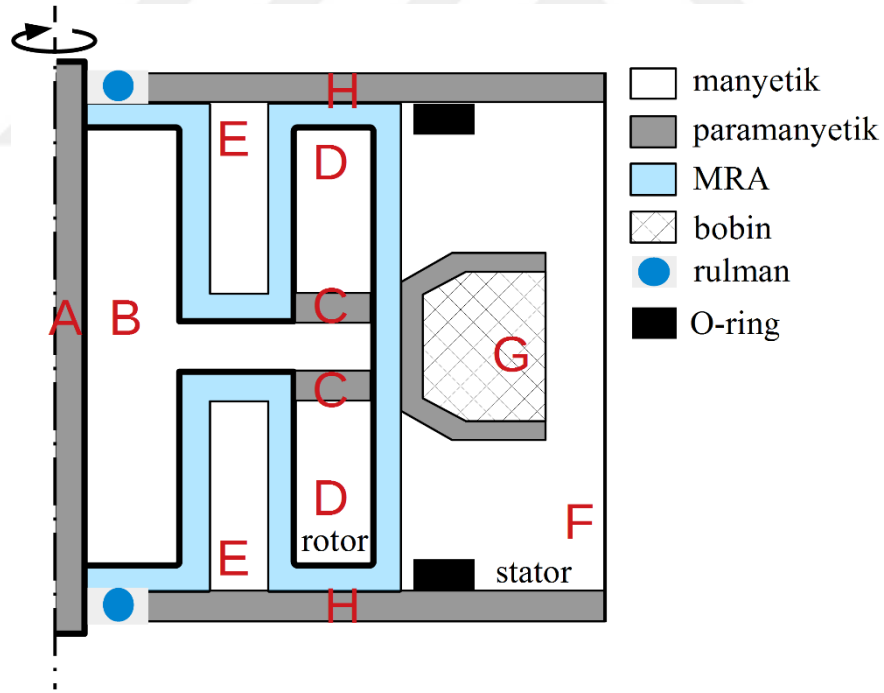 H
E
D
C
A
B
G
C
D
F
rotor
E
stator
H
manyetik
paramanyetik
MRA
bobin
rulman
O-ring